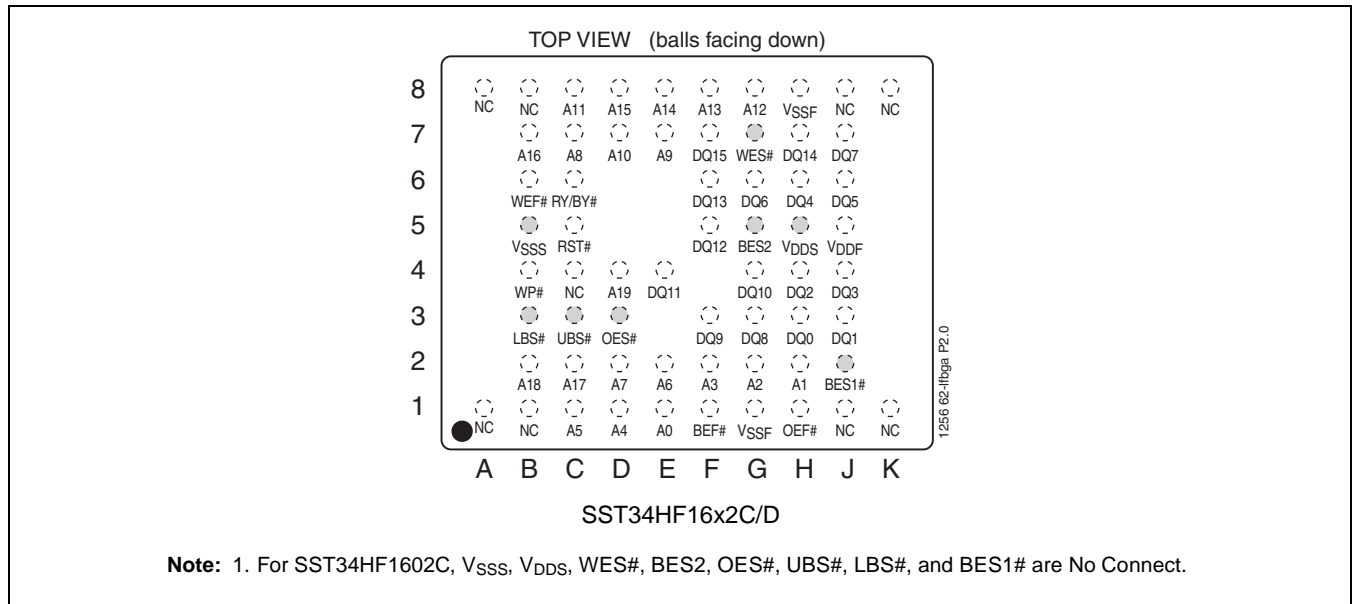 TOP VIEW (balls facing down)
8
NC NC A11 A15 A14 A13 A12 VSSF NC NC
7
A16 A8 A10 A9 DQ15 WES# DQ14 DQ7
6
WEF# RY/BY# DQ13 DQ6 DQ4 DQ5
5
VSSS RST# DQ12 BES2 VDDS VDDF
4
WP# NC A19 DQ11 DQ10 DQ2 DQ3
3
LBS# UBS# OES# DQ9 DQ8 DQ0 DQ1
2
A18 A17 A7 A6 A3 A2 A1 BES1#
1
NC NC A5 A4 A0 BEF# VSSF OEF# NC NC
A B C D E F G H J K
1256 62-lfbga P2.0
SST34HF16x2C/D
Note: 1. For SST34HF1602C, VSSS, VDDS, WES#, BES2, OES#, UBS#, LBS#, and BES1# are No Connect.